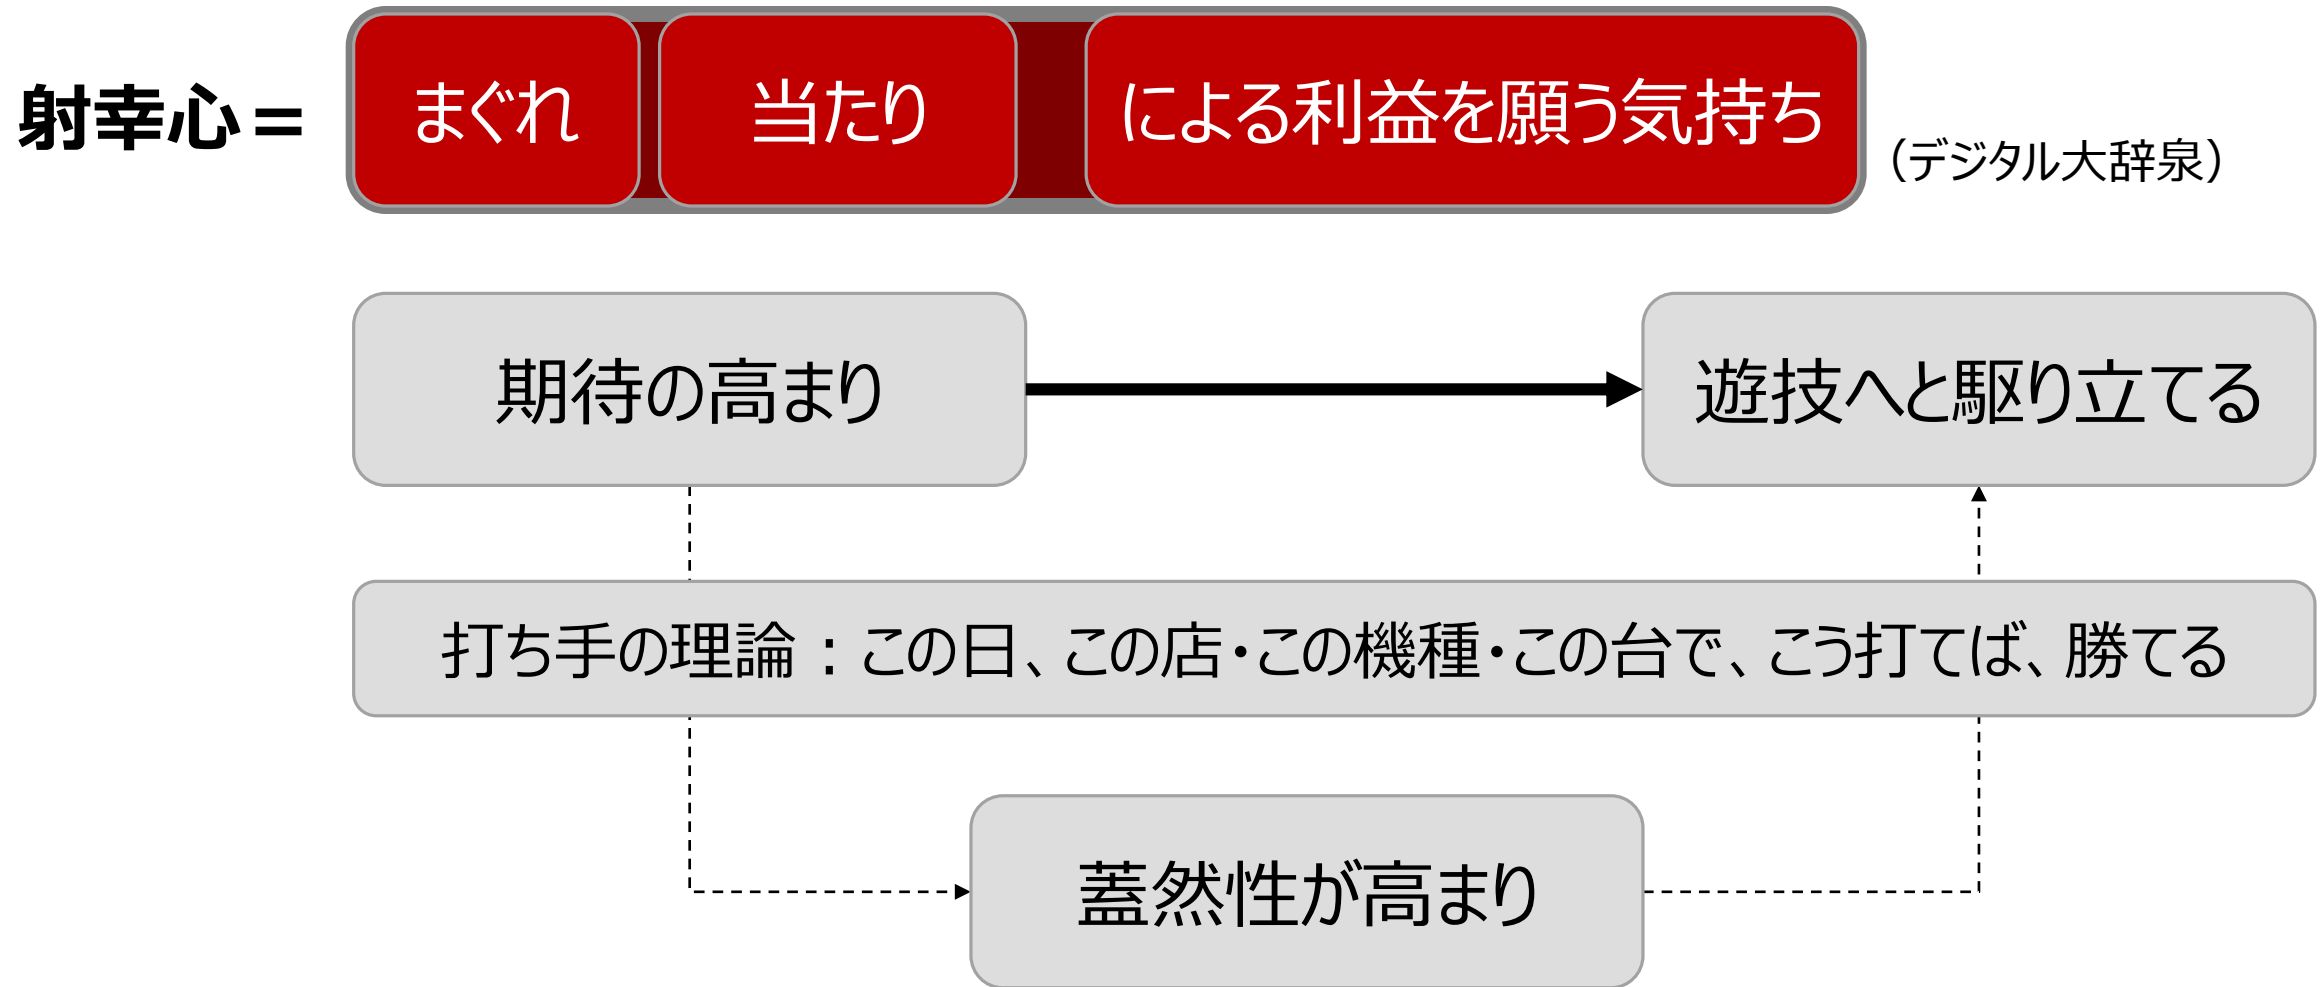 射幸心＝ まぐれ 当たり による利益を願う気持ち （デジタル大辞泉）
期待の高まり 遊技へと駆り立てる
打ち手の理論：この日、この店・この機種・この台で、こう打てば、勝てる
蓋然性が高まり